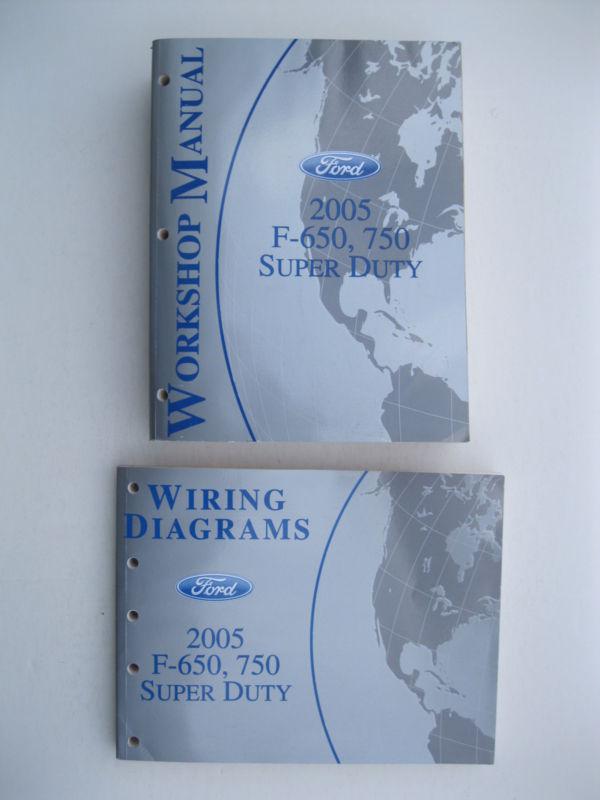 WORKSHOP MANUAL
Ford
2005
F-650, 750
SUPER DUTY
WIRING
DIAGRAMS
Ford
2005
F-650, 750
SUPER DUTY